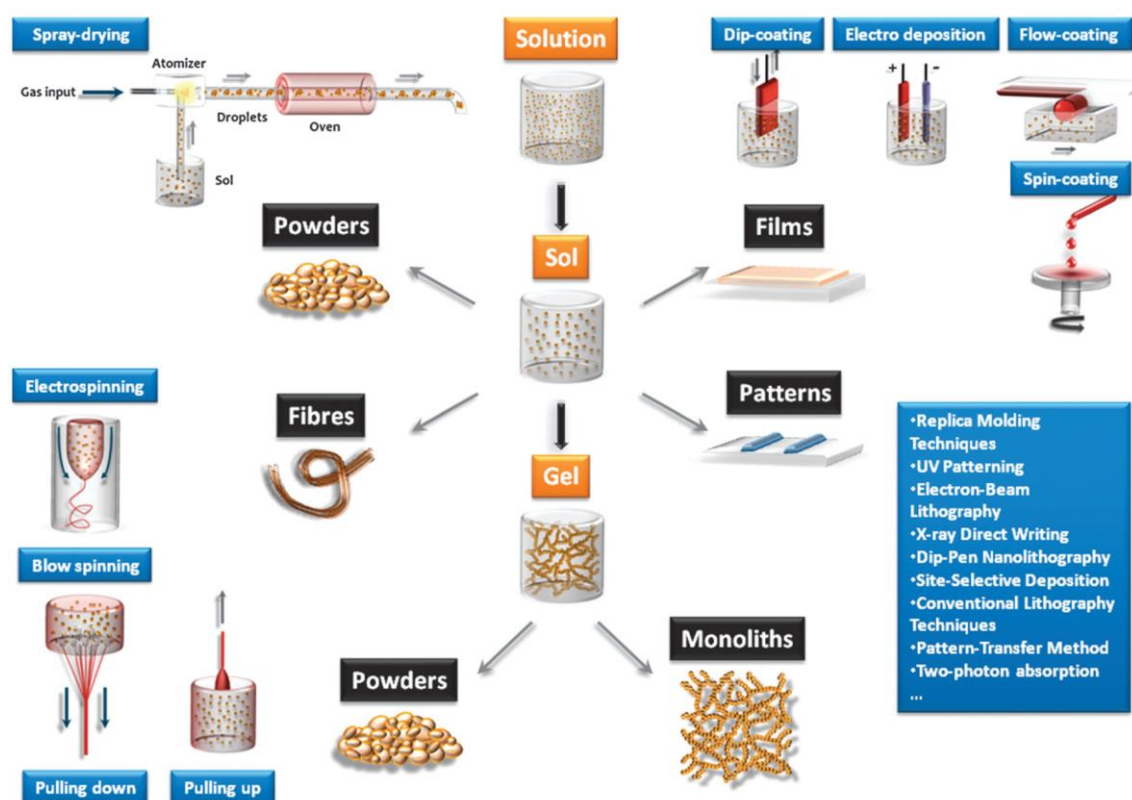 Spray-drying
Atomizer
Gas input
Droplets
Oven
Sol
Solution
Dip-coating
Electro deposition
Flow-coating
+ -
Spin-coating
Powders
Sol
Films
Electrospinning
Fibres
Patterns
Gel
•Replica Molding
Techniques
•UV Patterning
•Electron-Beam
Lithography
•X-ray Direct Writing
•Dip-Pen Nanolithography
•Site-Selective Deposition
•Conventional Lithography
Techniques
•Pattern-Transfer Method
•Two-photon absorption
...
Blow spinning
Powders
Monoliths
Pulling down
Pulling up